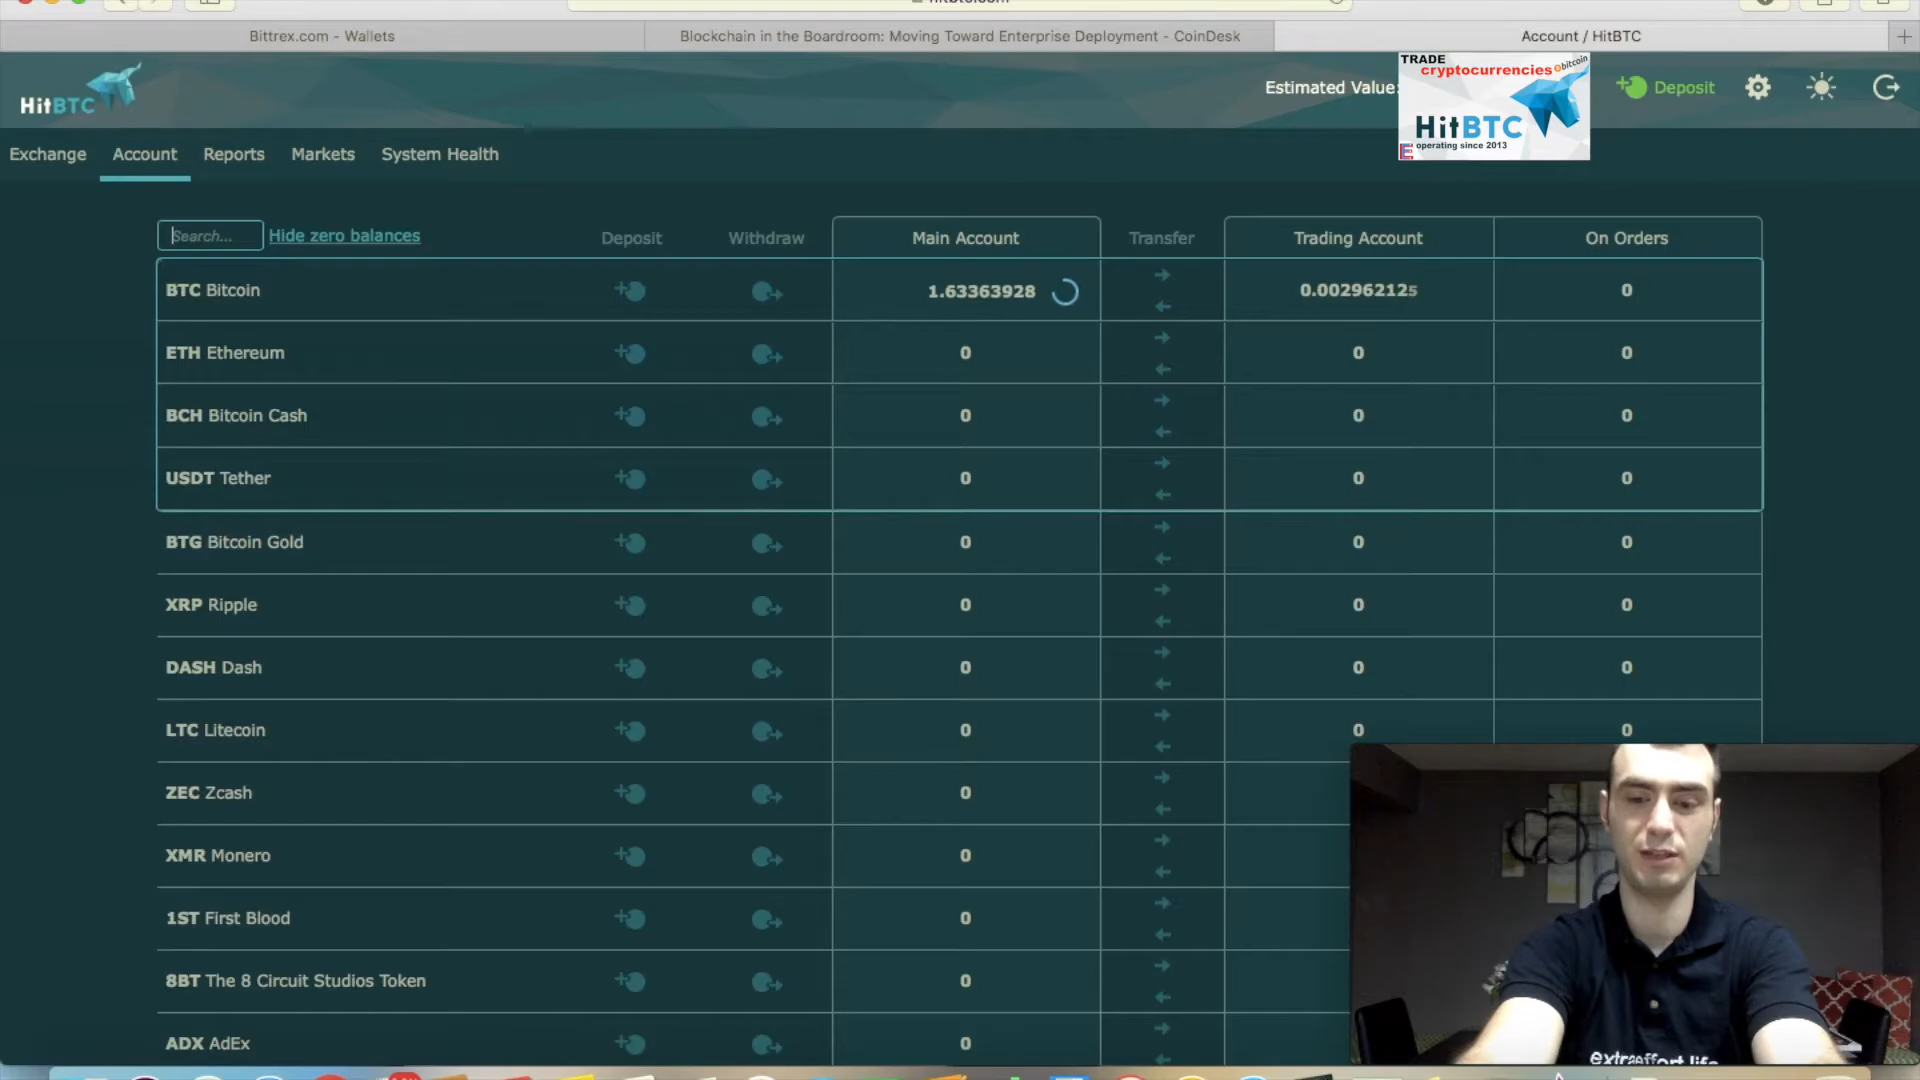 hitbtc.com
Bittrex.com - Wallets
Blockchain in the Boardroom: Moving Toward Enterprise Deployment - CoinDesk
Account / HitBTC
HitBTC
Estimated Value:
TRADE
cryptocurrencies bitcoin
HitBTC
E operating since 2013
Deposit
Exchange Account Reports Markets System Health
Search... Hide zero balances Deposit Withdraw Main Account Transfer Trading Account On Orders
BTC Bitcoin 1.63363928 0.002962125 0
ETH Ethereum 0 0 0
BCH Bitcoin Cash 0 0 0
USDT Tether 0 0 0
BTG Bitcoin Gold 0 0 0
XRP Ripple 0 0 0
DASH Dash 0 0 0
LTC Litecoin 0 0 0
ZEC Zcash 0
XMR Monero 0
1ST First Blood 0
8BT The 8 Circuit Studios Token 0
ADX AdEx 0
extraeffort.life